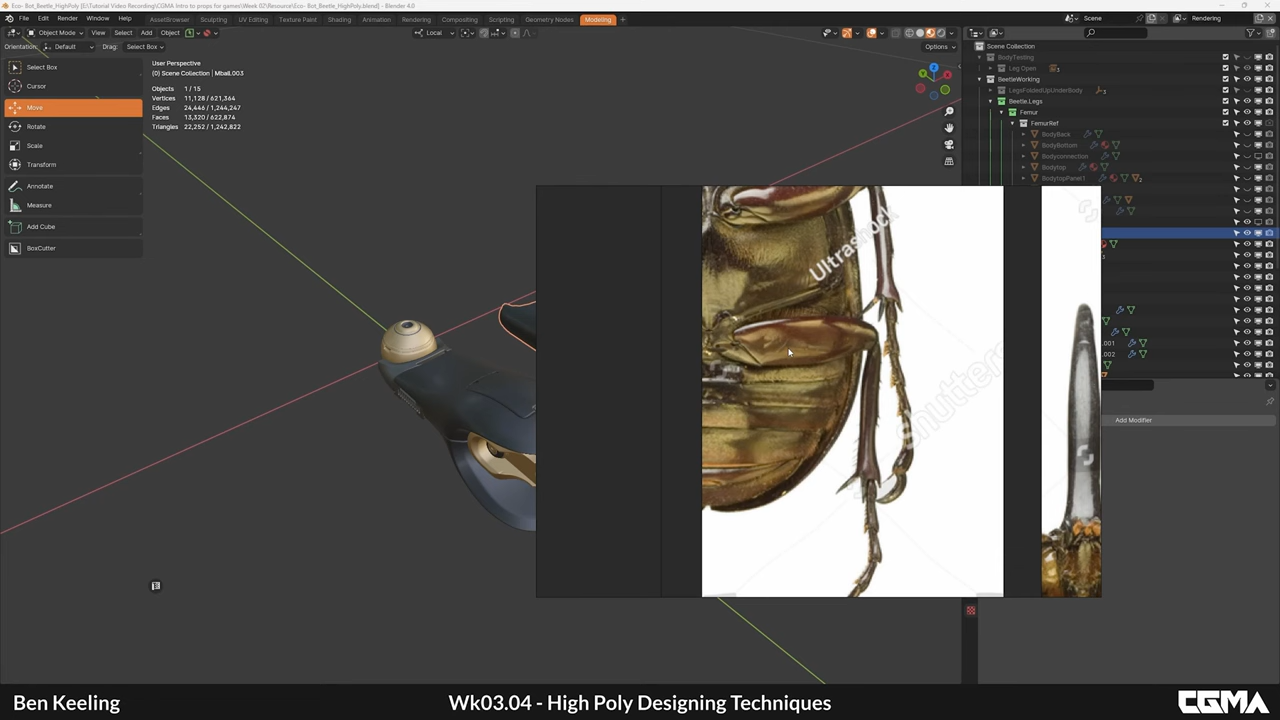 Eco- Bot_Beetle_HighPoly [G:\Tutorial Video Recording\CGMA Intro to props for games\Week 02\Resource\Eco- Bot_Beetle_HighPoly.blend] - Blender 4.0
File Edit Render Window Help AssetBrowser Sculpting UV Editing Texture Paint Shading Animation Rendering Compositing Scripting Geometry Nodes Modeling Scene Rendering
Object Mode View Select Add Object Local
Orientation: Default Drag: Select Box Options
Select Box
Cursor
Move
Rotate
Scale
Transform
Annotate
Measure
Add Cube
BoxCutter
User Perspective
(0) Scene Collection | Mball.003
Objects 1 / 15
Vertices 11,128 / 621,364
Edges 24,446 / 1,244,247
Faces 13,320 / 622,874
Triangles 22,252 / 1,242,822
Scene Collection
BodyTesting
Leg Open
BeetleWorking
LegsFoldedUpUnderBody
Beetle.Legs
Femur
FemurRef
BodyBack
BodyBottom
Bodyconnection
Bodytop
BodytopPanel1
.001
.002
Add Modifier
Ultrashock
shutters
Ben Keeling
Wk03.04 - High Poly Designing Techniques
CGMA